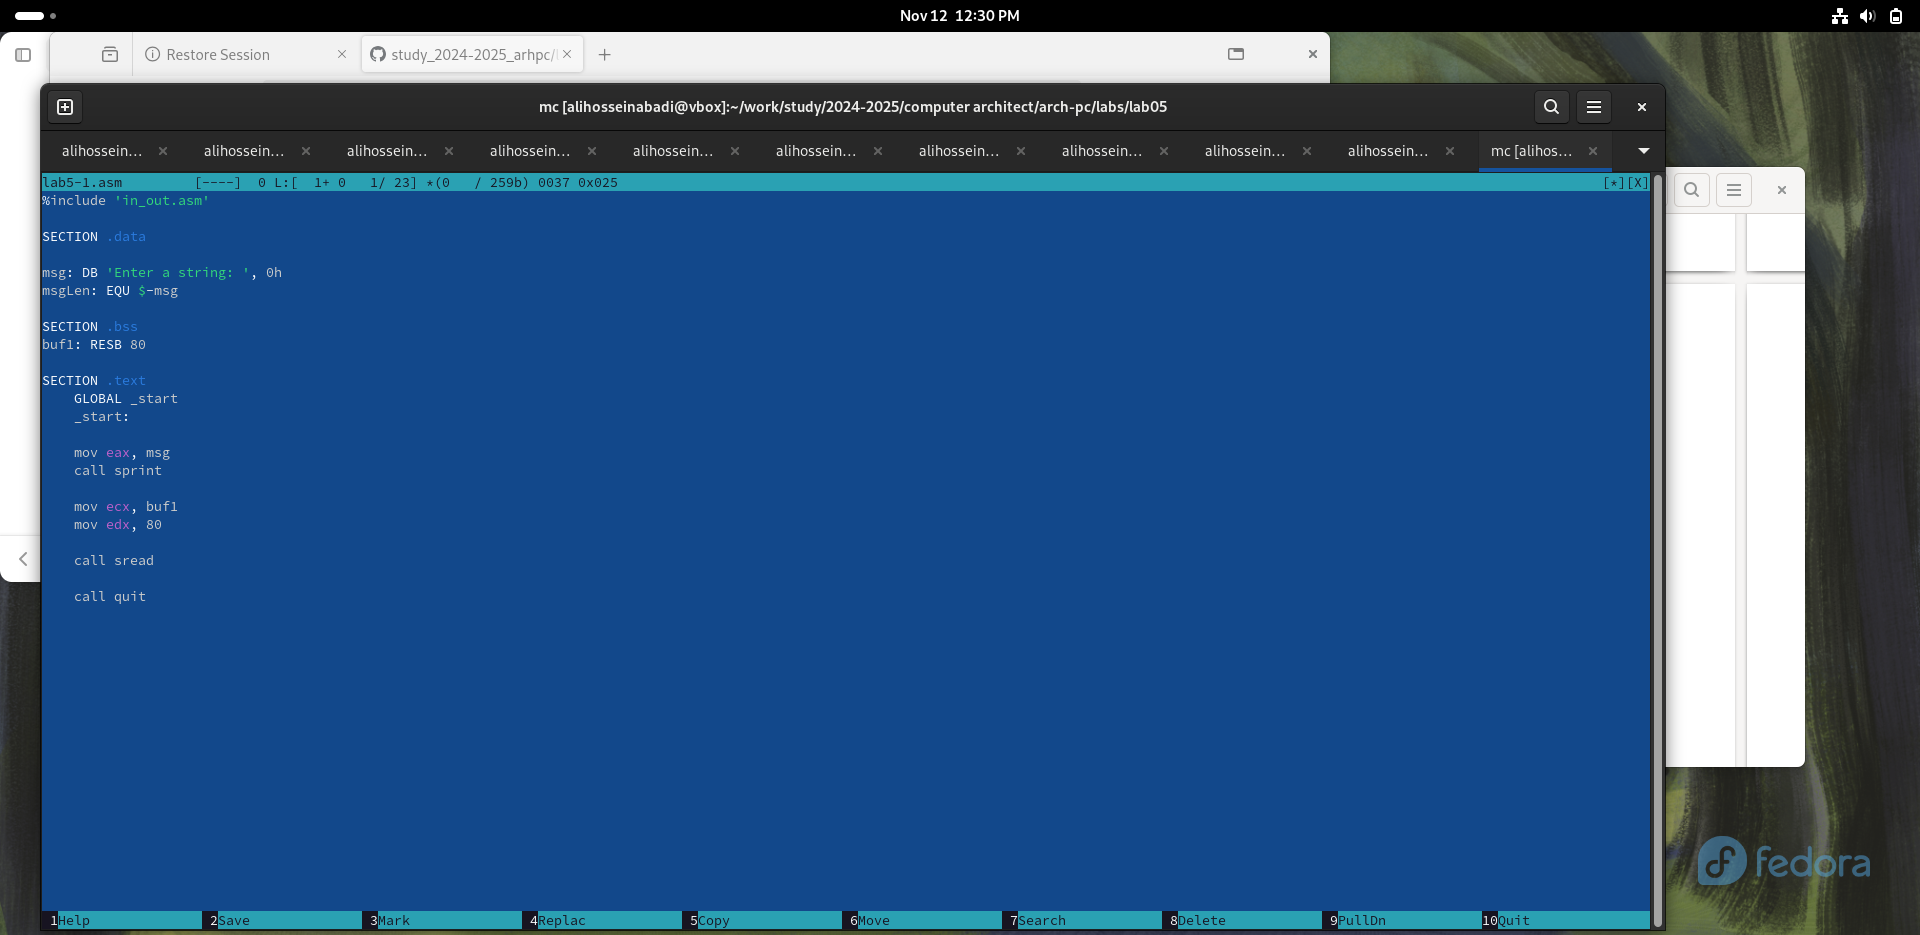 Nov 12 12:30 PM
Restore Session
study_2024-2025_arhpc/
mc [alihosseinabadi@vbox]:~/work/study/2024-2025/computer architect/arch-pc/labs/lab05
alihossein… alihossein… alihossein… alihossein… alihossein… alihossein… alihossein… alihossein… alihossein… alihossein… mc [alihos…
lab5-1.asm [----] 0 L:[ 1+ 0 1/ 23] *(0 / 259b) 0037 0x025 [*][X]
%include 'in_out.asm'
SECTION .data
msg: DB 'Enter a string: ', 0h
msgLen: EQU $-msg
SECTION .bss
buf1: RESB 80
SECTION .text
GLOBAL _start
_start:
mov eax, msg
call sprint
mov ecx, buf1
mov edx, 80
call sread
call quit
1Help 2Save 3Mark 4Replac 5Copy 6Move 7Search 8Delete 9PullDn 10Quit
fedora